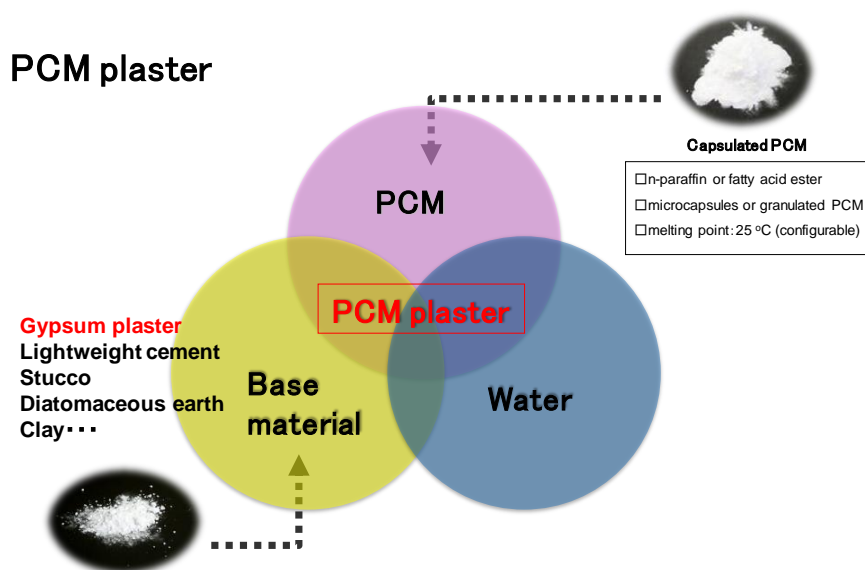 PCM plaster
Capsulated PCM
□n-paraffin or fatty acid ester
□microcapsules or granulated PCM
□melting point:25 ºC (configurable)
PCM
PCM plaster
Gypsum plaster
Lightweight cement
Stucco
Diatomaceous earth
Clay・・・
Base
material
Water